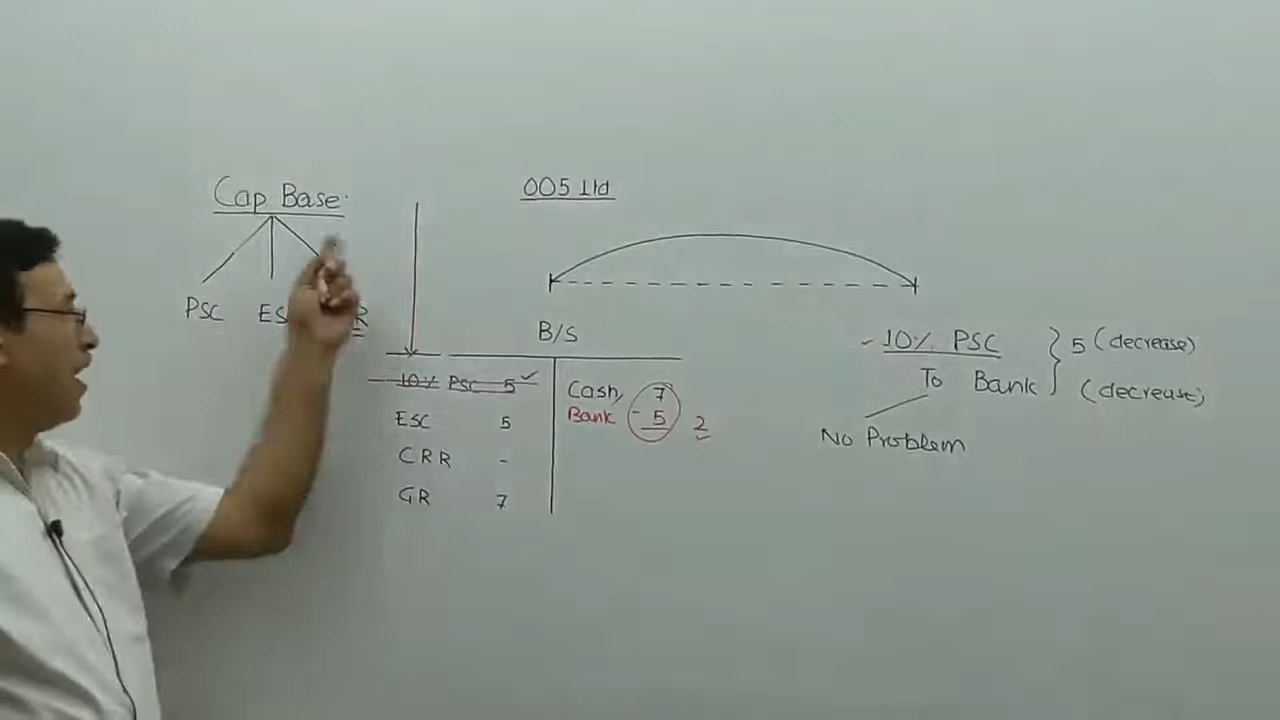 Cap Base
PSC ES R
005 Ltd
B/S
10% PSC 5 ✓
ESC 5
CRR -
GR 7
Cash, 7
Bank - 5 2
- 10% PSC } 5 (decrease)
To Bank (decrease)
No Problem